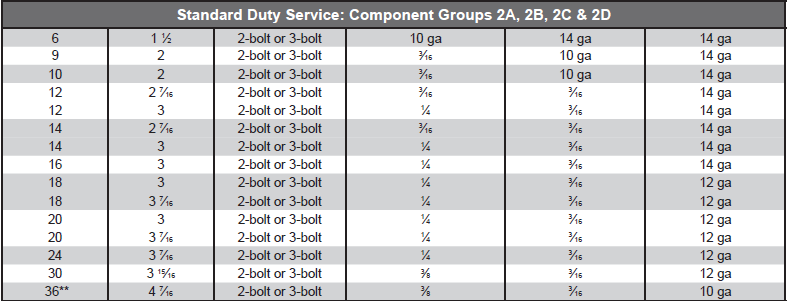 Standard Duty Service: Component Groups 2A, 2B, 2C & 2D
6 1 ½ 2-bolt or 3-bolt 10 ga 14 ga 14 ga
9 2 2-bolt or 3-bolt ³⁄₁₆ 10 ga 14 ga
10 2 2-bolt or 3-bolt ³⁄₁₆ 10 ga 14 ga
12 2 ⁷⁄₁₆ 2-bolt or 3-bolt ³⁄₁₆ ³⁄₁₆ 14 ga
12 3 2-bolt or 3-bolt ¼ ³⁄₁₆ 14 ga
14 2 ⁷⁄₁₆ 2-bolt or 3-bolt ³⁄₁₆ ³⁄₁₆ 14 ga
14 3 2-bolt or 3-bolt ¼ ³⁄₁₆ 14 ga
16 3 2-bolt or 3-bolt ¼ ³⁄₁₆ 14 ga
18 3 2-bolt or 3-bolt ¼ ³⁄₁₆ 12 ga
18 3 ⁷⁄₁₆ 2-bolt or 3-bolt ¼ ³⁄₁₆ 12 ga
20 3 2-bolt or 3-bolt ¼ ³⁄₁₆ 12 ga
20 3 ⁷⁄₁₆ 2-bolt or 3-bolt ¼ ³⁄₁₆ 12 ga
24 3 ⁷⁄₁₆ 2-bolt or 3-bolt ¼ ³⁄₁₆ 12 ga
30 3 ¹⁵⁄₁₆ 2-bolt or 3-bolt ⅜ ³⁄₁₆ 12 ga
36** 4 ⁷⁄₁₆ 2-bolt or 3-bolt ⅜ ³⁄₁₆ 10 ga